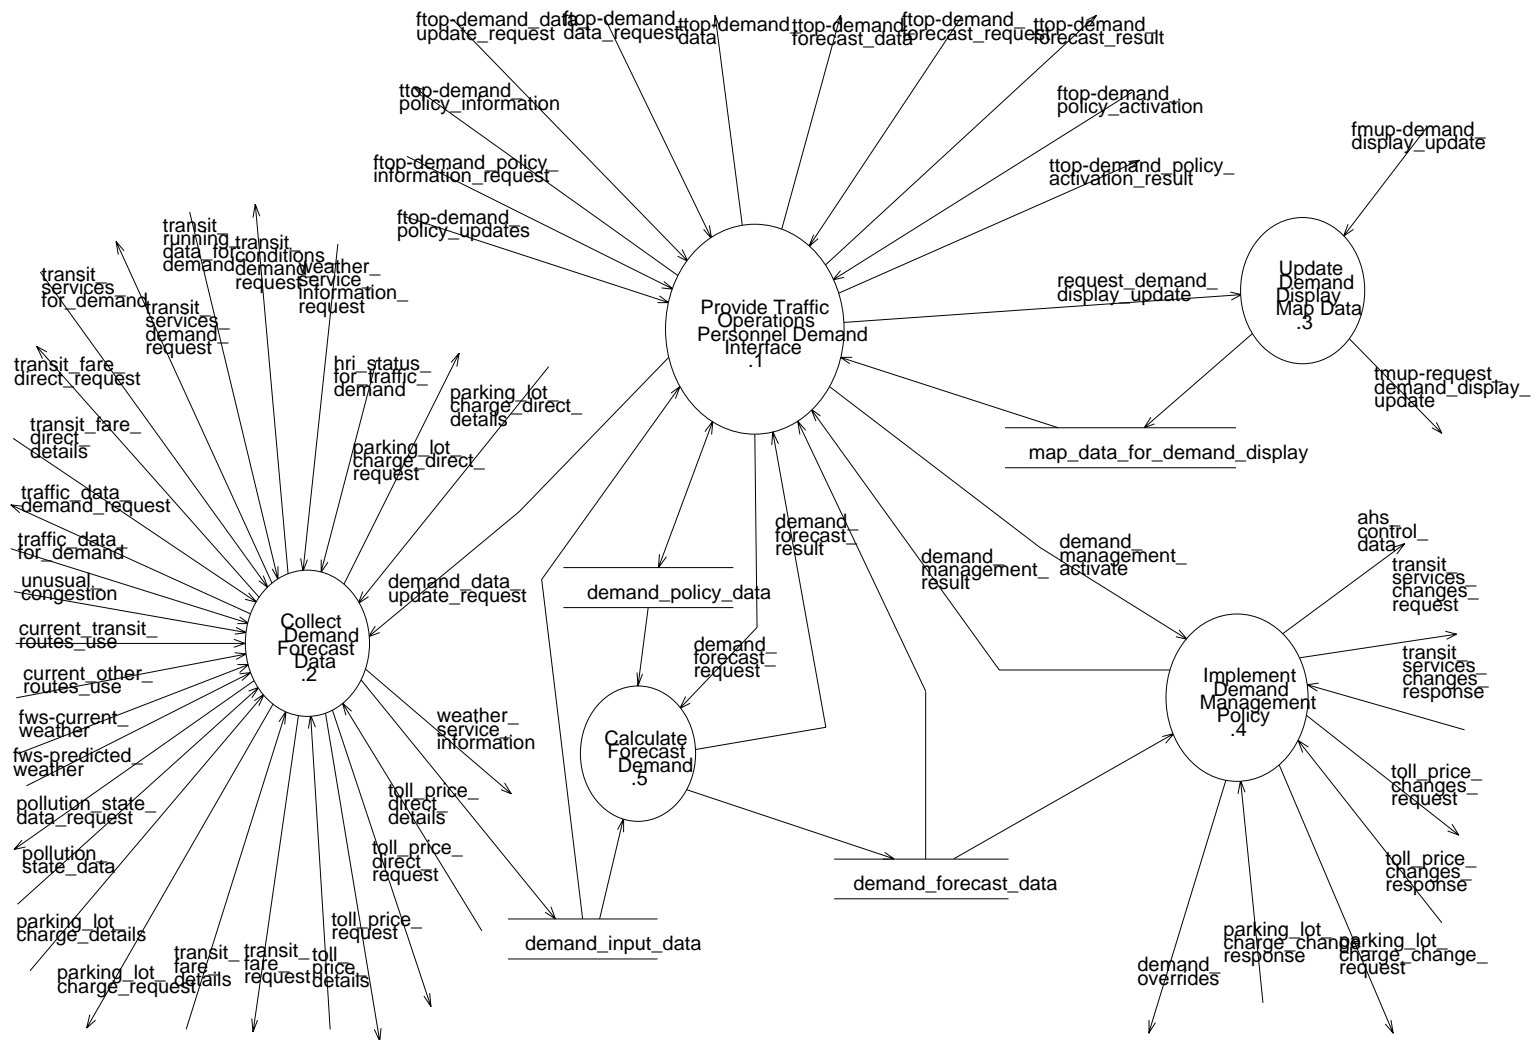 ftop-demand_data_
update_request
ftop-demand_
data_request
ttop-demand_
data
ttop-demand_
forecast_data
ftop-demand_
forecast_request
ttop-demand_
forecast_result
ttop-demand_
policy_information
ftop-demand_
policy_activation
ftop-demand_policy_
information_request
ttop-demand_policy_
activation_result
ftop-demand_
policy_updates
fmup-demand_
display_update
transit_
running_
data_for_
demand
transit_
conditions_
demand_
request
weather_
service_
information_
request
transit_
services_
for_demand
transit_
services_
demand_
request
request_demand_
display_update
Update
Demand
Display
Map Data
.3
Provide Traffic
Operations
Personnel Demand
Interface
.1
transit_fare_
direct_request
hri_status_
for_traffic_
demand
parking_lot_
charge_direct_
details
tmup-request_
demand_display_
update
transit_fare_
direct_
details
parking_lot_
charge_direct_
request
map_data_for_demand_display
traffic_data_
demand_request
traffic_data_
for_demand
unusual_
congestion
demand_data_
update_request
demand_
forecast_
result
demand_
management_
result
demand_
management_
activate
ahs_
control_
data
transit_
services_
changes_
request
demand_policy_data
current_transit_
routes_use
Collect
Demand
Forecast
Data
.2
demand_
forecast_
request
transit_
services_
changes_
response
current_other_
routes_use
Implement
Demand
Management
Policy
.4
fws-current_
weather
weather_
service_
information
fws-predicted_
weather
Calculate
Forecast
Demand
.5
toll_price_
changes_
request
pollution_state_
data_request
toll_price_
direct_
details
pollution_
state_data
toll_price_
direct_
request
toll_price_
changes_
response
demand_forecast_data
parking_lot_
charge_details
toll_price_
request
demand_input_data
parking_lot_
charge_request
transit_
fare_
details
transit_
fare_
request
toll_
price_
details
demand_
overrides
parking_lot_
charge_change_
response
parking_lot_
charge_change_
request